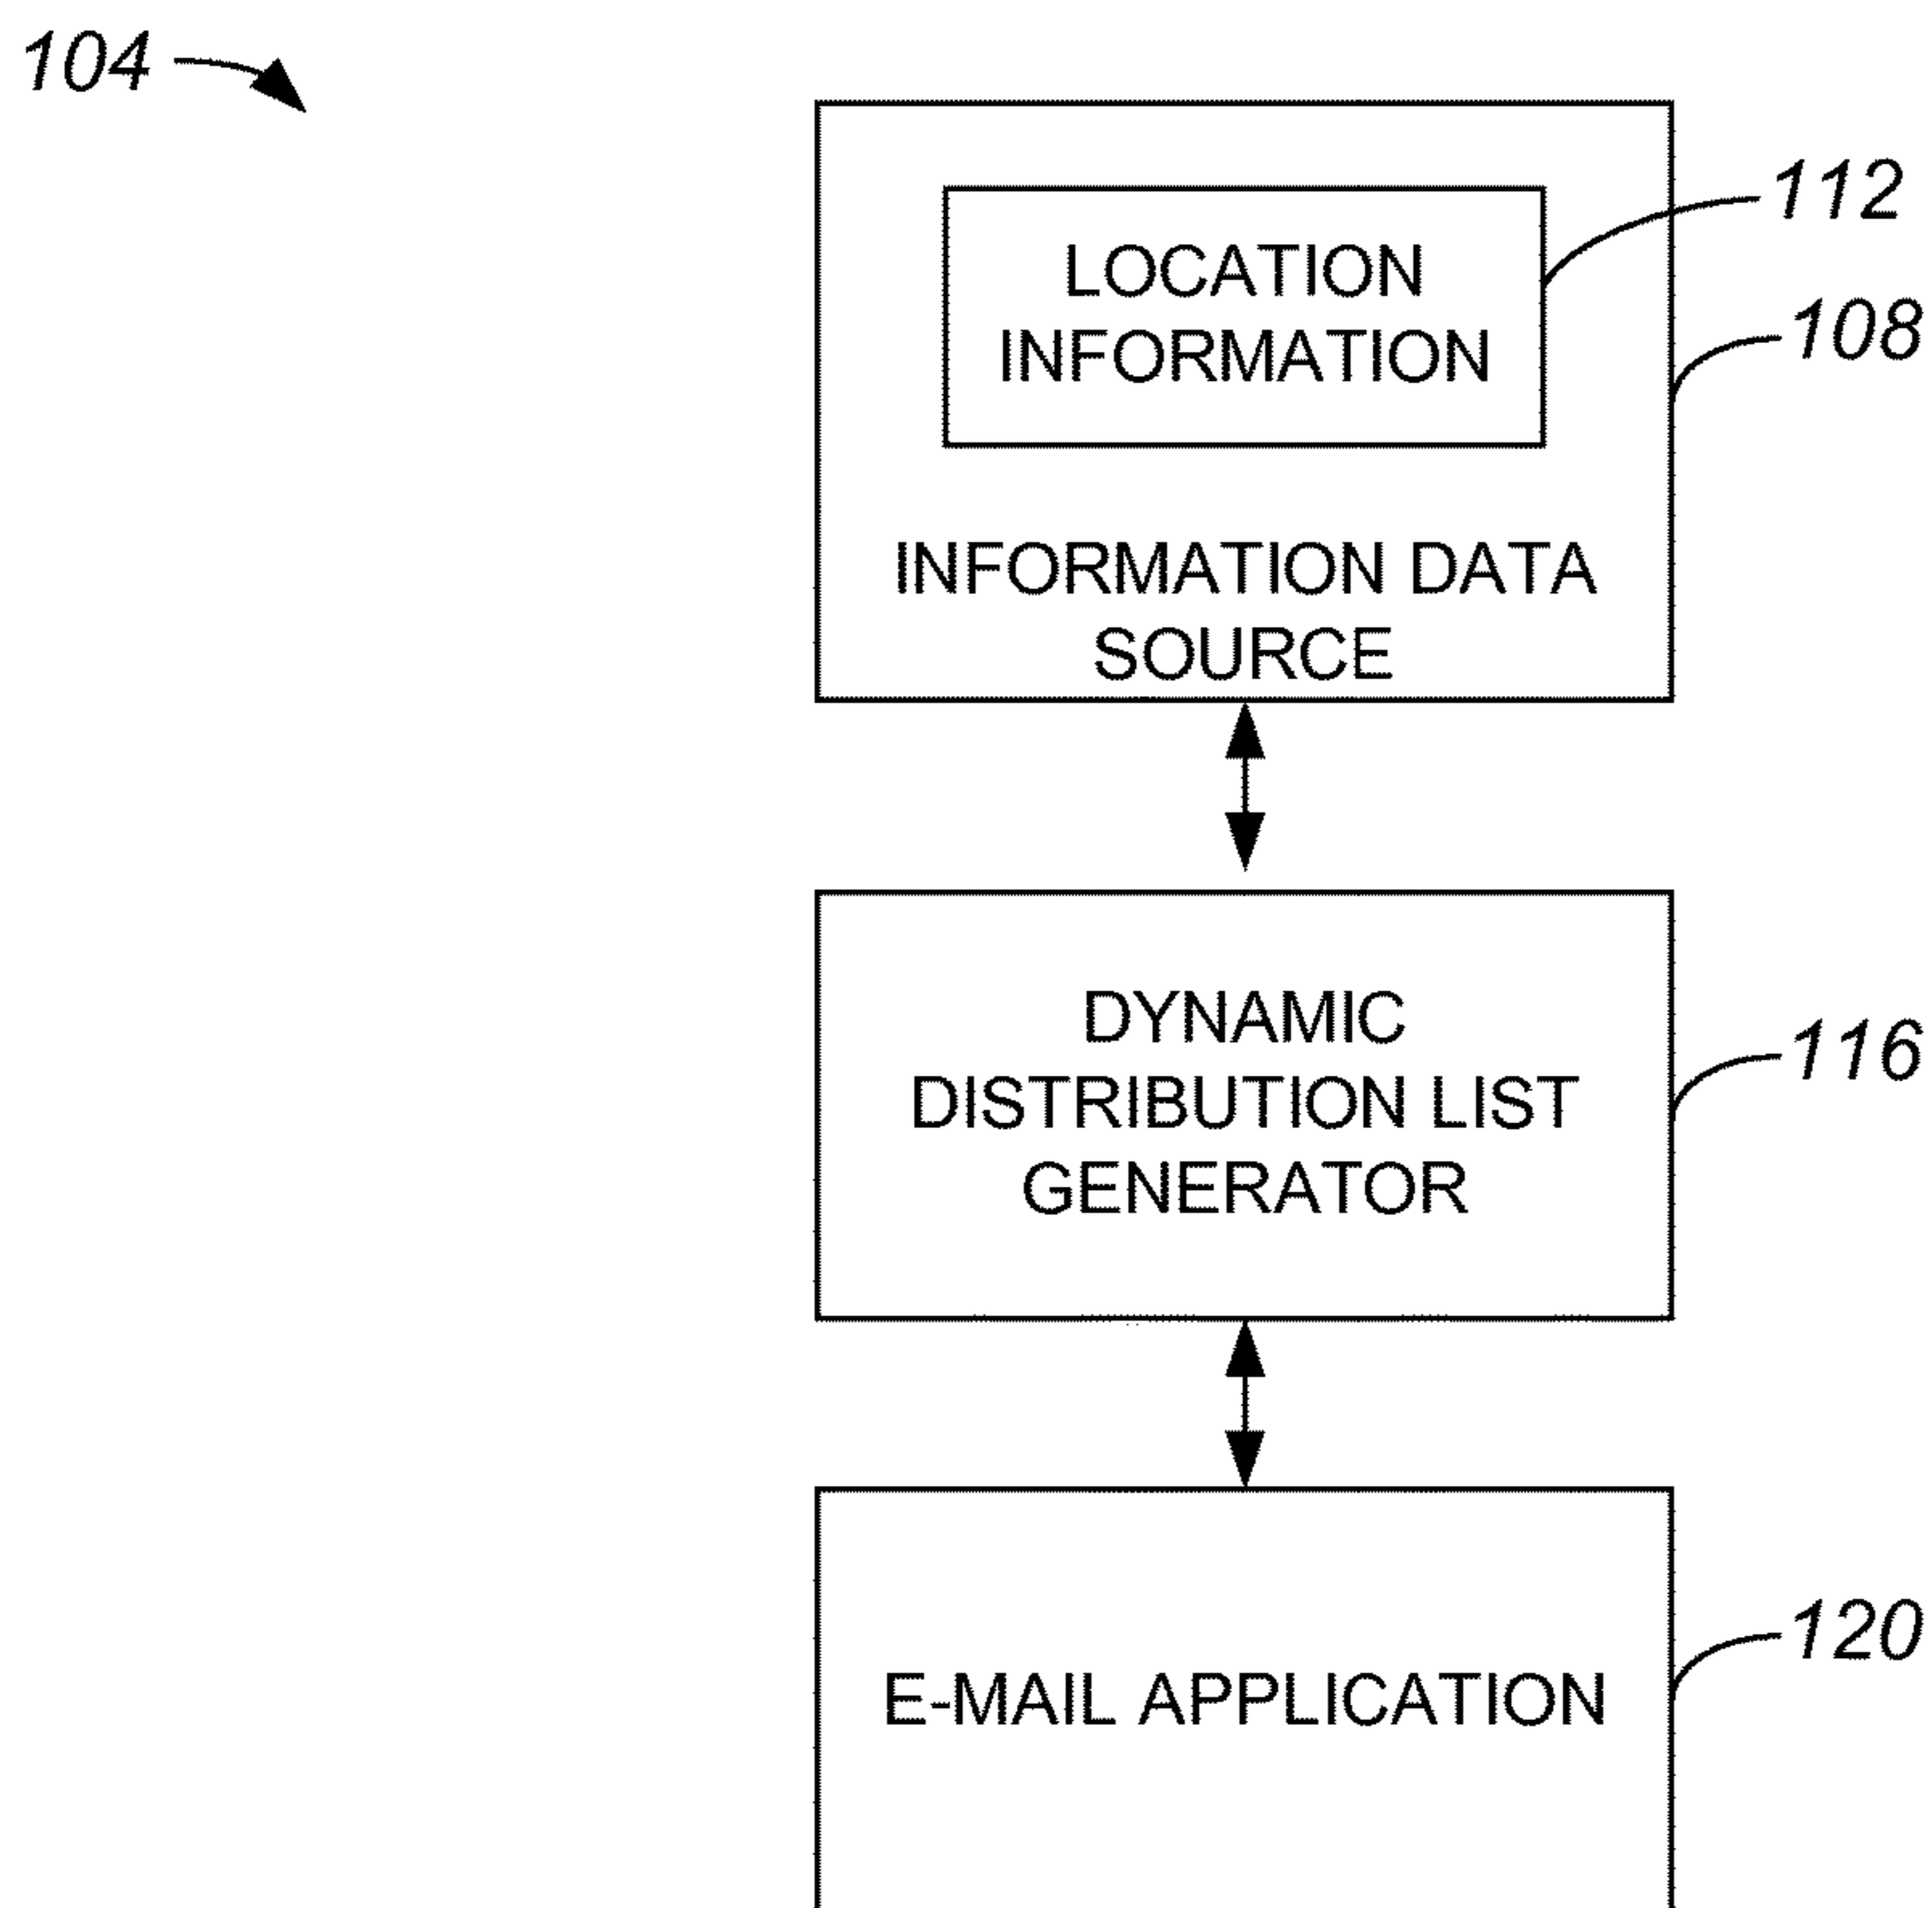 104
112
LOCATION
INFORMATION
108
INFORMATION DATA
SOURCE
DYNAMIC
116
DISTRIBUTION LIST
GENERATOR
120
E-MAIL APPLICATION